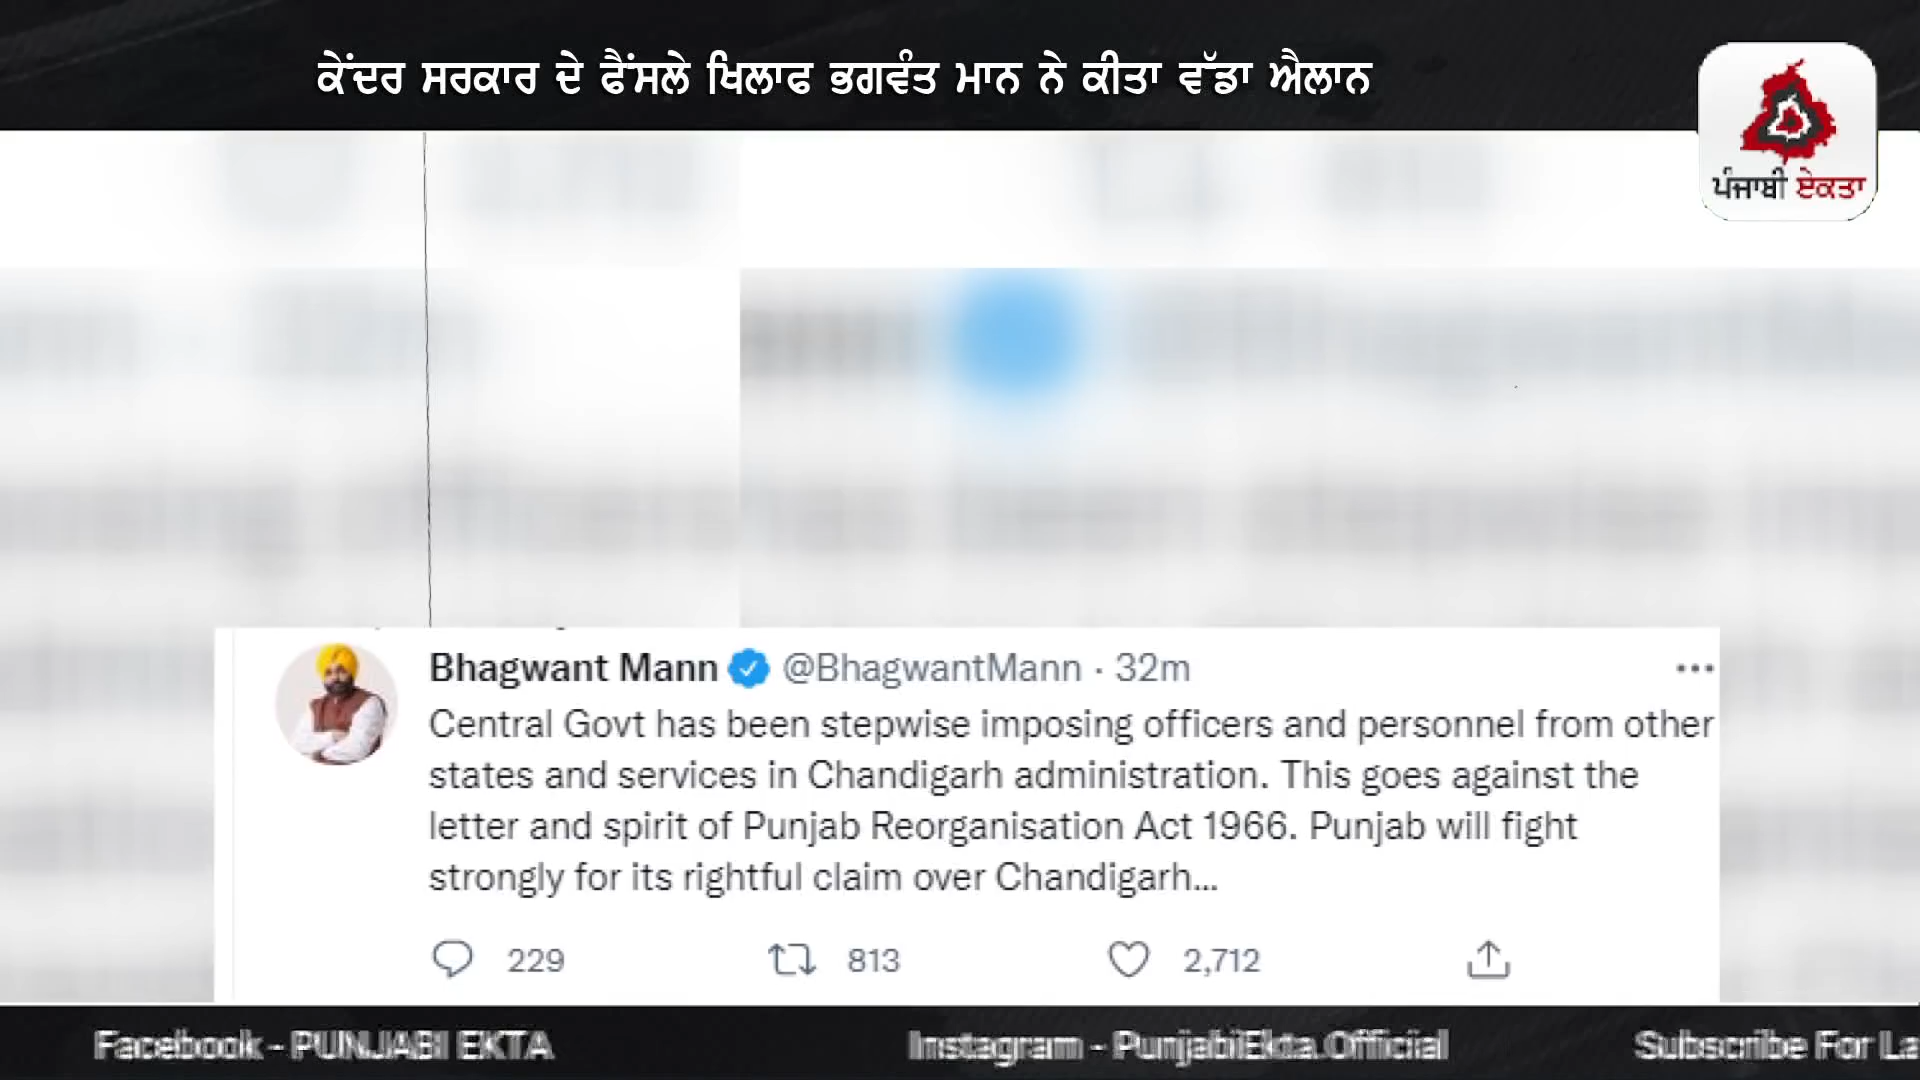 ਕੇਂਦਰ ਸਰਕਾਰ ਦੇ ਫੈਂਸਲੇ ਖਿਲਾਫ ਭਗਵੰਤ ਮਾਨ ਨੇ ਕੀਤਾ ਵੱਡਾ ਐਲਾਨ
ਪੰਜਾਬੀ ਏਕਤਾ
Bhagwant Mann @BhagwantMann · 32m
Central Govt has been stepwise imposing officers and personnel from other
states and services in Chandigarh administration. This goes against the
letter and spirit of Punjab Reorganisation Act 1966. Punjab will fight
strongly for its rightful claim over Chandigarh...
229 813 2,712
Facebook - PUNJABI EKTA Instagram - PunjabiEkta.Official Subscribe For La